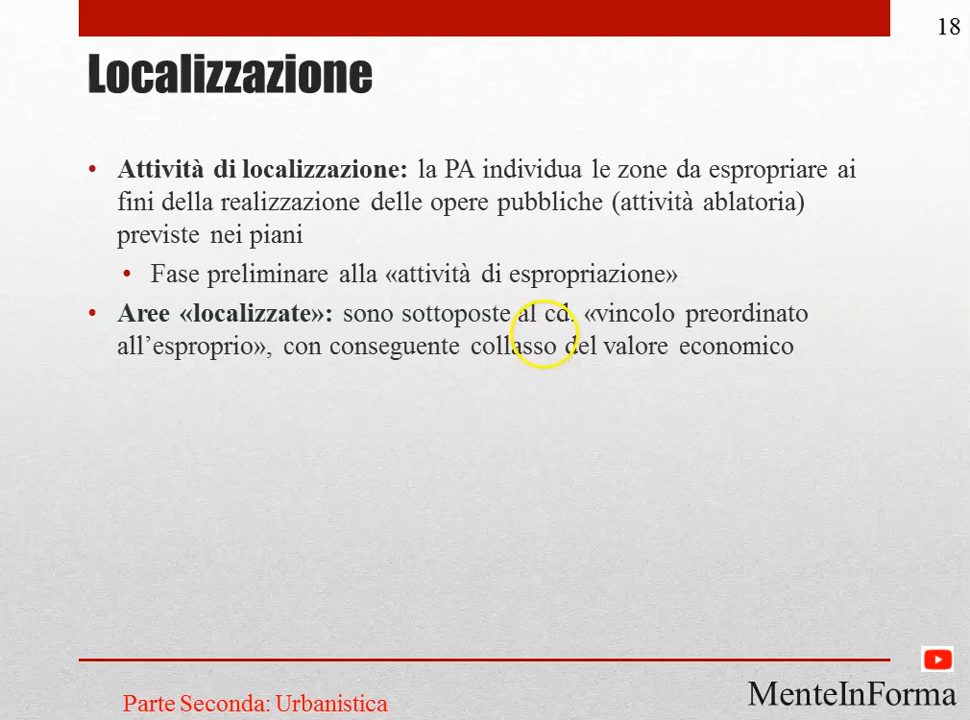 18
Localizzazione
• Attività di localizzazione: la PA individua le zone da espropriare ai
fini della realizzazione delle opere pubbliche (attività ablatoria)
previste nei piani
• Fase preliminare alla «attività di espropriazione»
• Aree «localizzate»: sono sottoposte al cd. «vincolo preordinato
all’esproprio», con conseguente collasso del valore economico
Parte Seconda: Urbanistica
MenteInForma